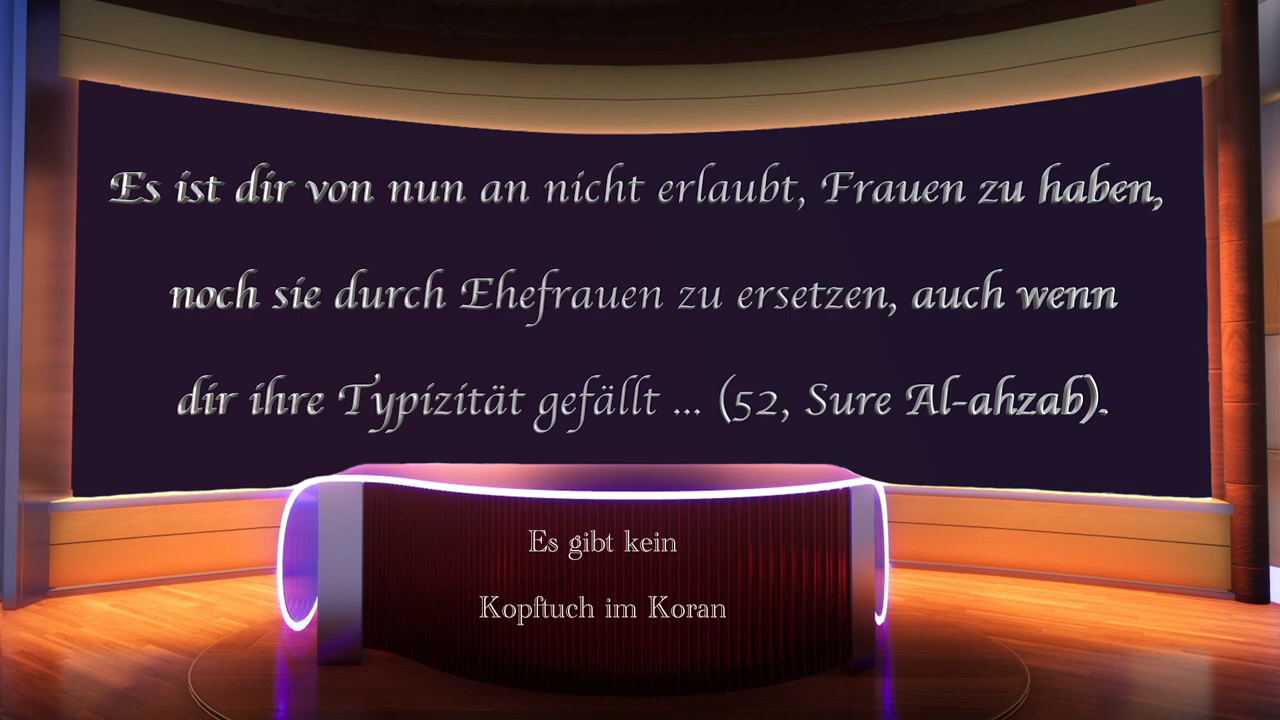 Es ist dir von nun an nicht erlaubt, Frauen zu haben,
noch sie durch Ehefrauen zu ersetzen, auch wenn
dir ihre Typizität gefällt ... (52, Sure Al-ahzab).
Es gibt kein
Kopftuch im Koran